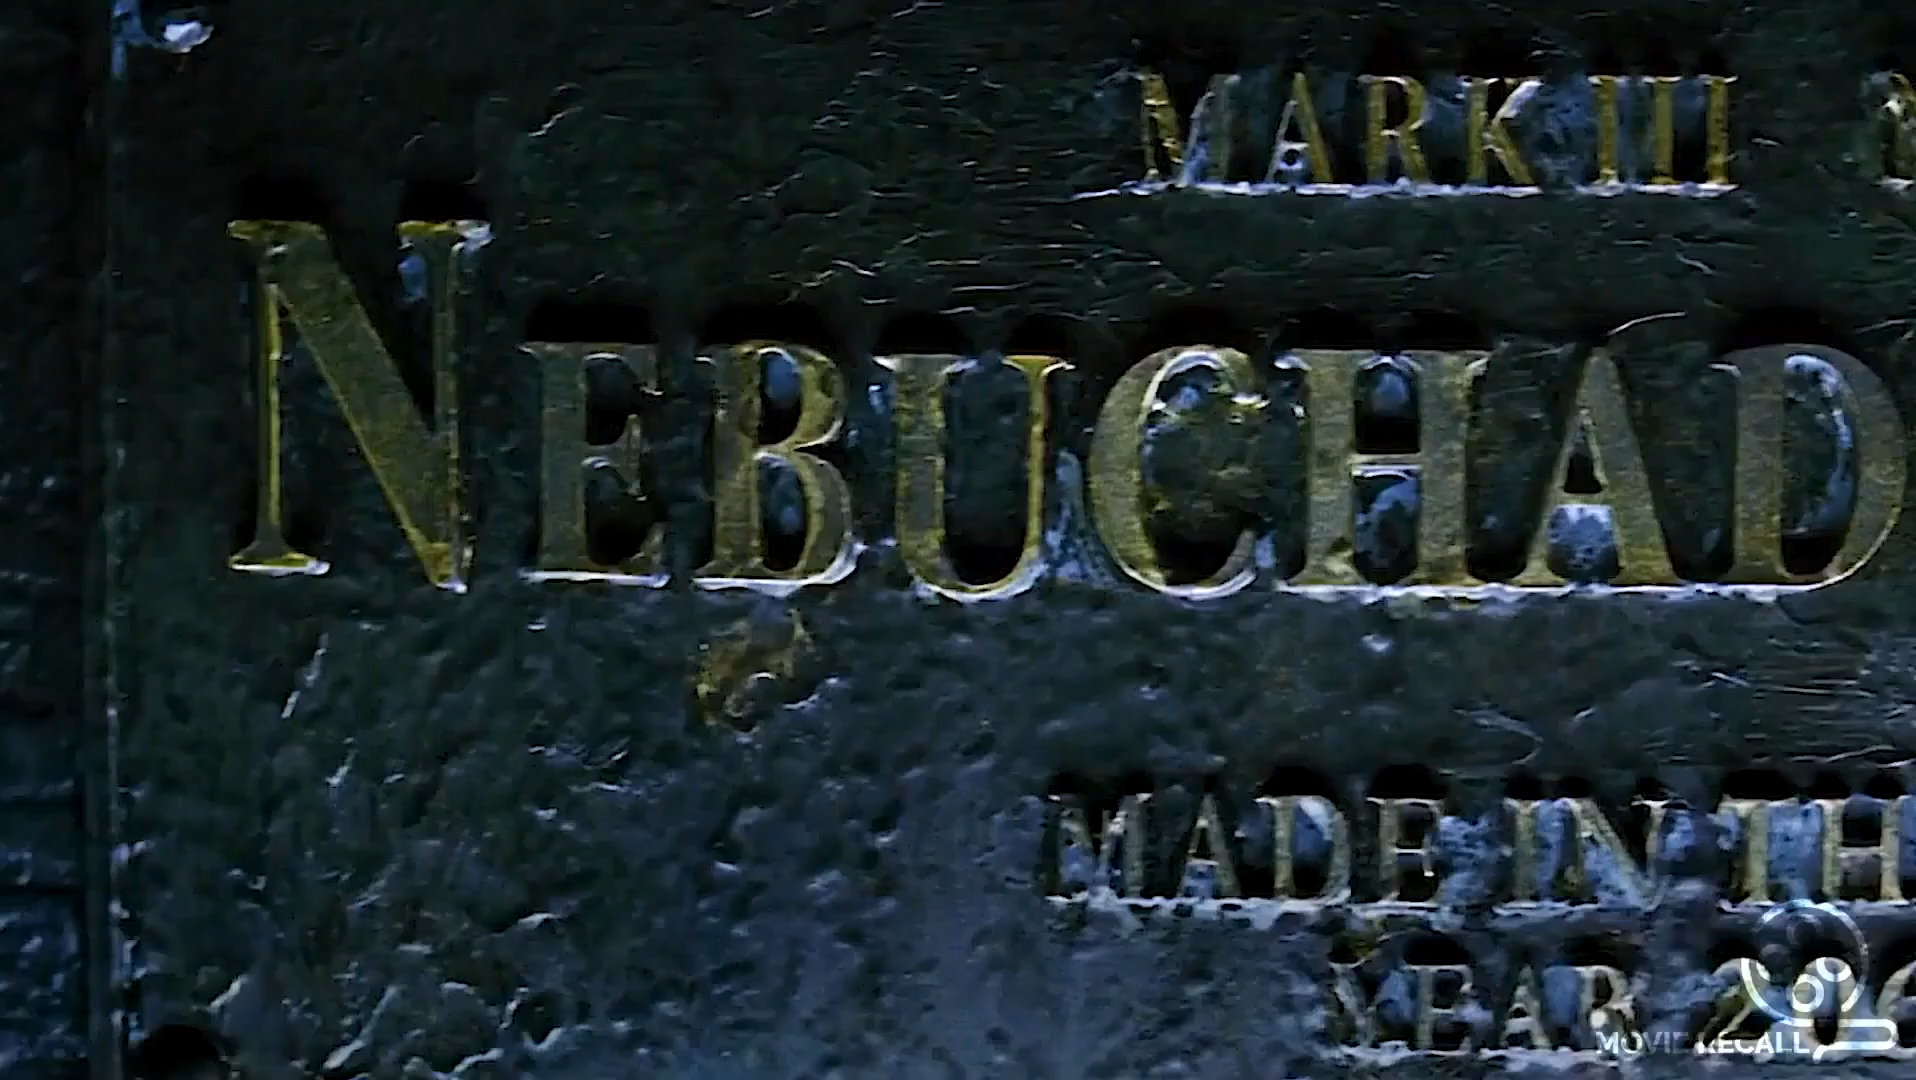 MARK III
NEBUCHAD
MADE IN TH
YEAR 20
MOVIE RECALL